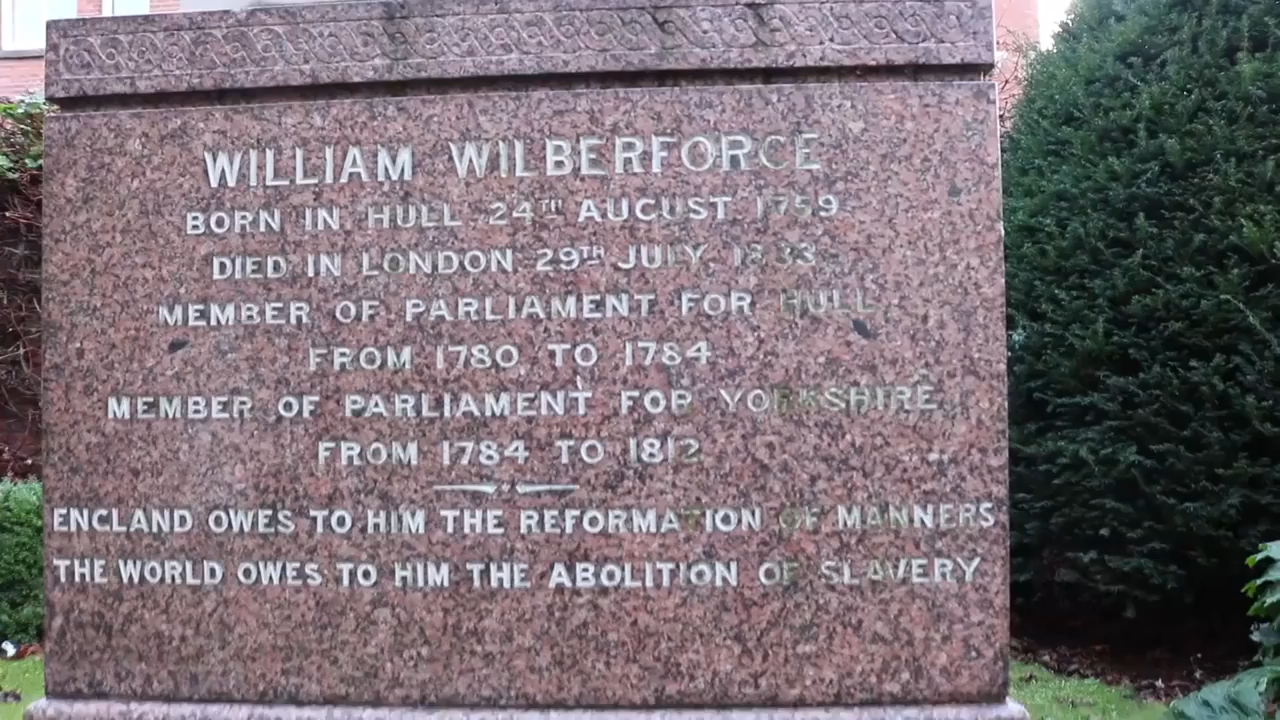 WILLIAM WILBERFORCE
BORN IN HULL 24TH AUGUST 1759
DIED IN LONDON 29TH JULY, 1833
MEMBER OF PARLIAMENT FOR HULL
FROM 1780 TO 1784
MEMBER OF PARLIAMENT FOR YORKSHIRE
FROM 1784 TO 1812
ENGLAND OWES TO HIM THE REFORMATION OF MANNERS
THE WORLD OWES TO HIM THE ABOLITION OF SLAVERY